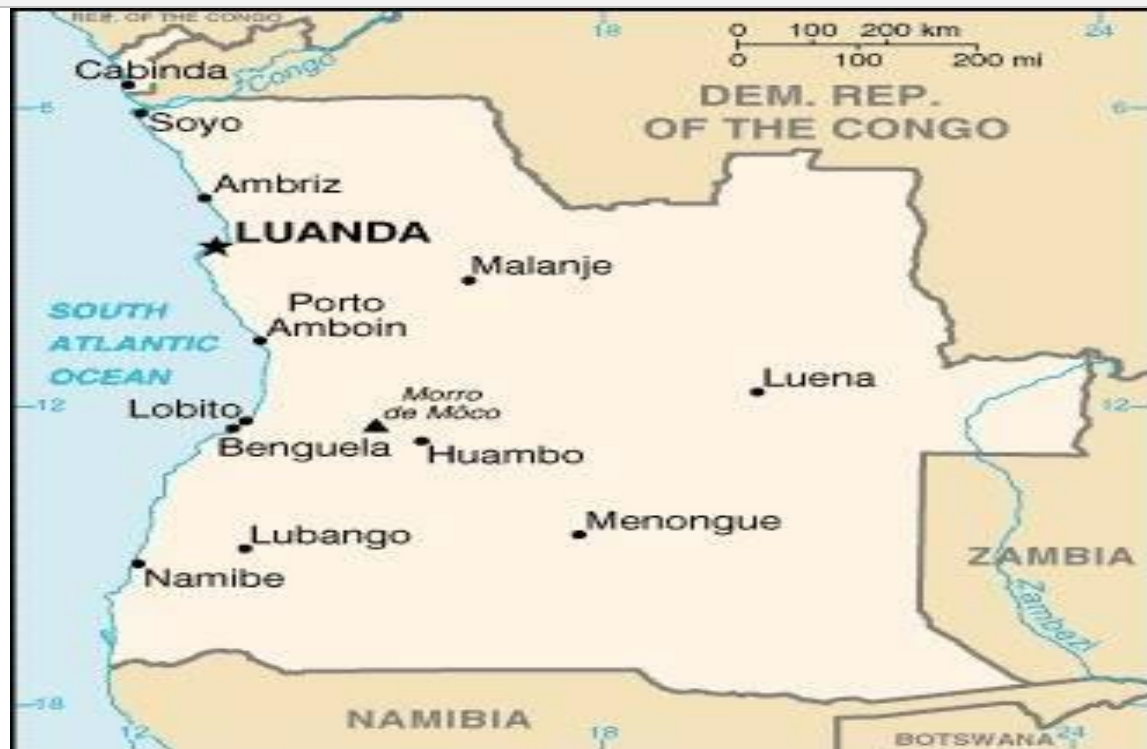 REP. OF THE CONGO
18
0 100 200 km
0 100 200 mi
24
Cabinda
Congo
DEM. REP.
OF THE CONGO
6
6
Soyo
Ambriz
LUANDA
Malanje
SOUTH
ATLANTIC
OCEAN
Porto
Amboin
Luena
12
Lobito
Morro
de Môco
12
Benguela
Huambo
Menongue
Lubango
Namibe
ZAMBIA
Zambezi
18
12
NAMIBIA
18
BOTSWANA
24